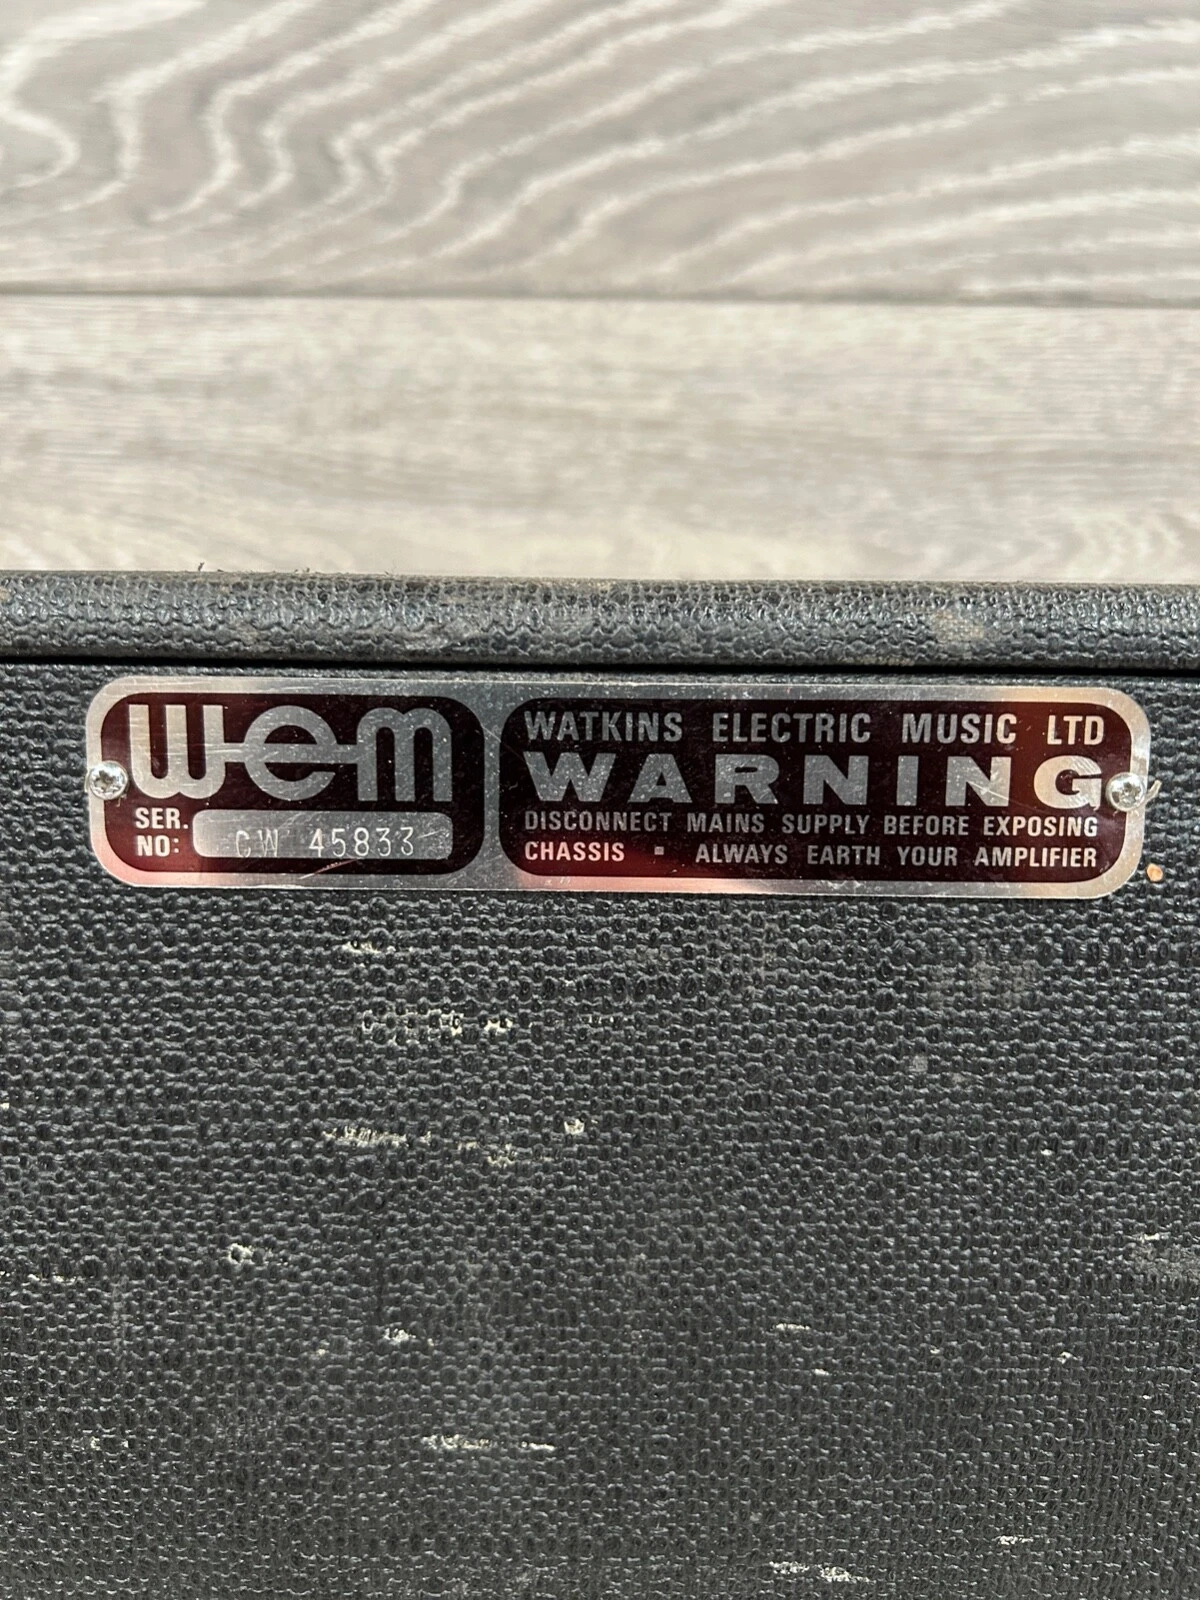 wem
SER.
NO: CW 45833
WATKINS ELECTRIC MUSIC LTD
WARNING
DISCONNECT MAINS SUPPLY BEFORE EXPOSING
CHASSIS ▪ ALWAYS EARTH YOUR AMPLIFIER